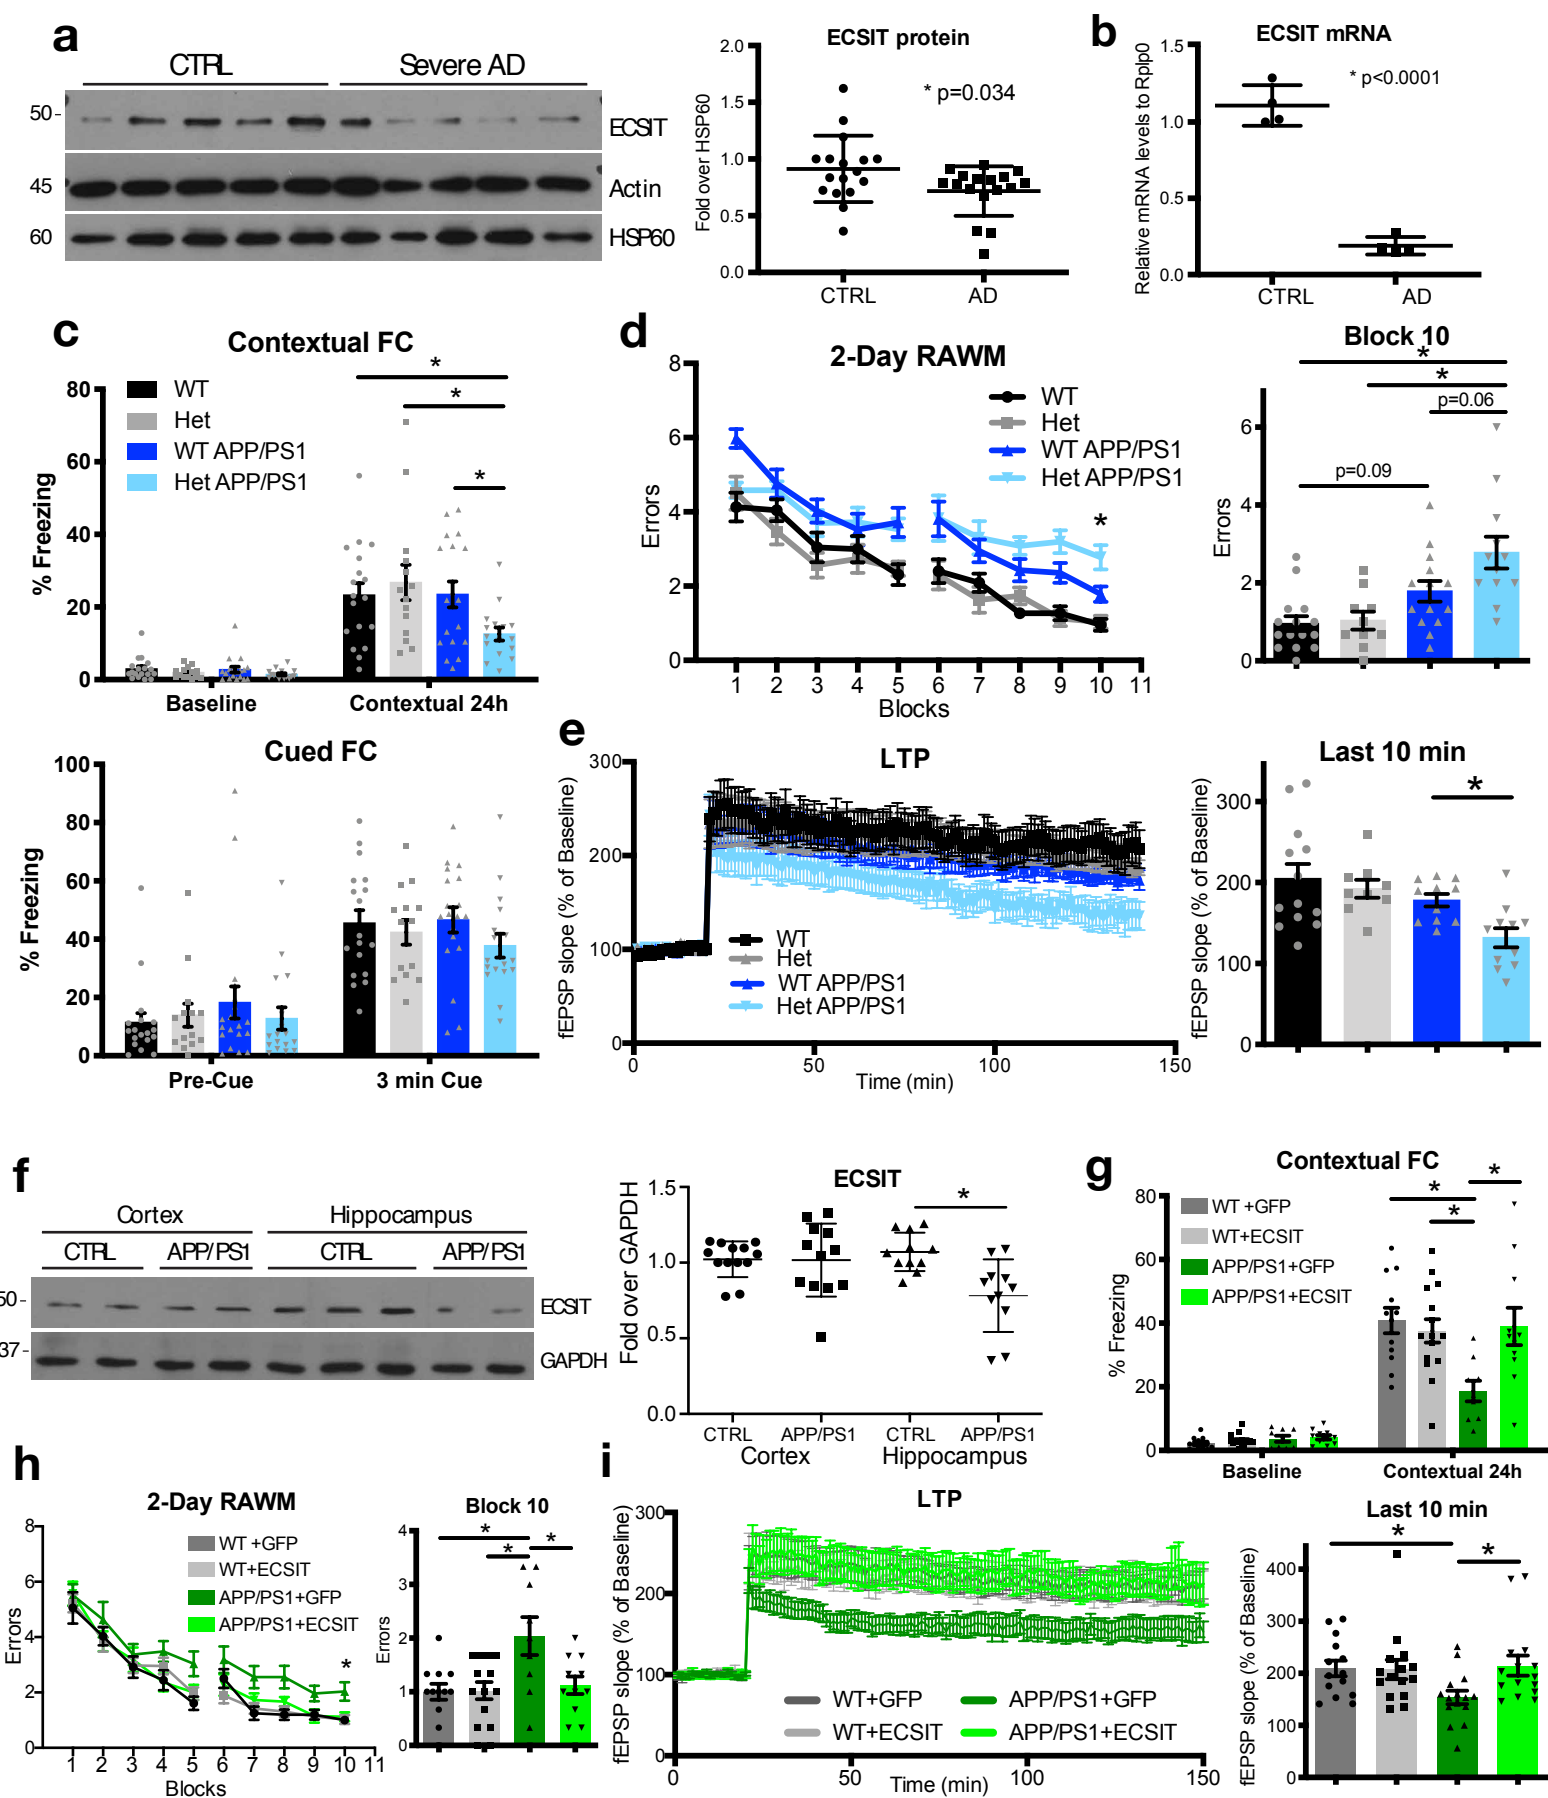 a
CTRL
Severe AD
50-
ECSIT
45
Actin
60
HSP60
ECSIT protein
* p=0.034
Fold over HSP60
2.0
1.5
1.0
0.5
0.0
CTRL
AD
b
ECSIT mRNA
* p<0.0001
Relative mRNA levels to Rplp0
1.5
1.0
0.5
0.0
CTRL
AD
c
Contextual FC
WT
Het
WT APP/PS1
Het APP/PS1
*
*
*
% Freezing
80
60
40
20
0
Baseline
Contextual 24h
Cued FC
% Freezing
100
80
60
40
20
0
Pre-Cue
3 min Cue
d
2-Day RAWM
WT
Het
WT APP/PS1
Het APP/PS1
*
Errors
8
6
4
2
0
1 2 3 4 5 6 7 8 9 10 11
Blocks
Block 10
*
*
p=0.06
p=0.09
Errors
6
4
2
0
e
LTP
fEPSP slope (% of Baseline)
300
200
100
0
WT
Het
WT APP/PS1
Het APP/PS1
0 50 100 150
Time (min)
Last 10 min
*
fEPSP slope (% of Baseline)
300
200
100
0
f
Cortex
Hippocampus
CTRL
APP/PS1
CTRL
APP/PS1
50-
ECSIT
37-
GAPDH
ECSIT
*
Fold over GAPDH
1.5
1.0
0.5
0.0
CTRL APP/PS1 CTRL APP/PS1
Cortex Hippocampus
g
Contextual FC
WT +GFP
WT+ECSIT
APP/PS1+GFP
APP/PS1+ECSIT
*
*
*
% Freezing
80
60
40
20
0
Baseline
Contextual 24h
h
2-Day RAWM
WT +GFP
WT+ECSIT
APP/PS1+GFP
APP/PS1+ECSIT
*
Errors
8
6
4
2
0
1 2 3 4 5 6 7 8 9 10 11
Blocks
Block 10
*
*
*
Errors
4
3
2
1
0
i
LTP
fEPSP slope (% of Baseline)
300
200
100
0
WT+GFP
WT+ECSIT
APP/PS1+GFP
APP/PS1+ECSIT
0 50 100 150
Time (min)
Last 10 min
*
*
fEPSP slope (% of Baseline)
400
300
200
100
0